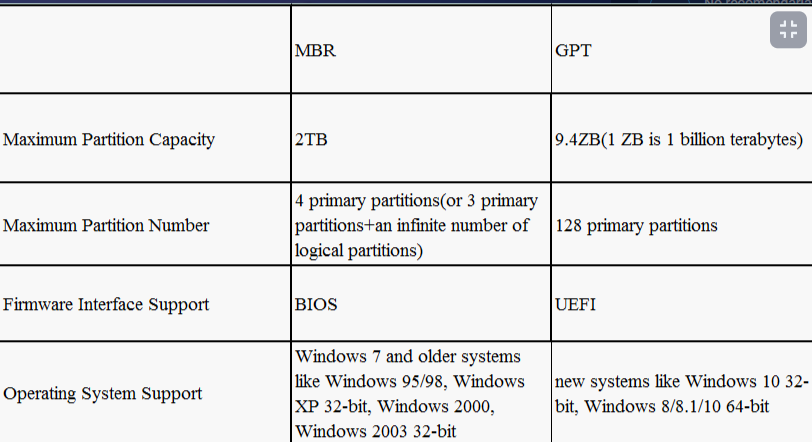 MBR
GPT
Maximum Partition Capacity
2TB
9.4ZB(1 ZB is 1 billion terabytes)
Maximum Partition Number
4 primary partitions(or 3 primary
partitions+an infinite number of
logical partitions)
128 primary partitions
Firmware Interface Support
BIOS
UEFI
Operating System Support
Windows 7 and older systems
like Windows 95/98, Windows
XP 32-bit, Windows 2000,
Windows 2003 32-bit
new systems like Windows 10 32-
bit, Windows 8/8.1/10 64-bit